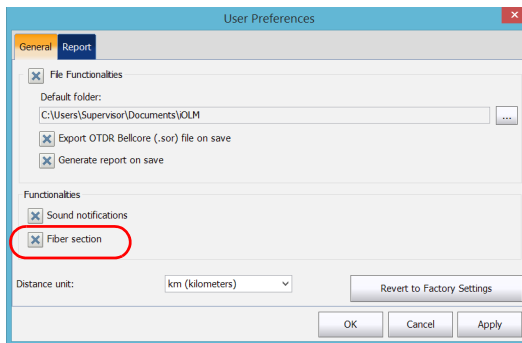 User Preferences
General Report
File Functionalities
Default folder:
C:\Users\Supervisor\Documents\iOLM
...
Export OTDR Bellcore (.sor) file on save
Generate report on save
Functionalities
Sound notifications
Fiber section
Distance unit: km (kilometers) Revert to Factory Settings
OK Cancel Apply